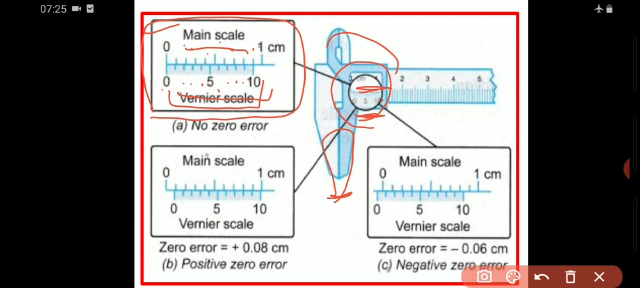 07:25
Main scale
0 1 cm
0 5 10
Vernier scale
(a) No zero error
2 3 4 5
Main scale
0 1 cm
0 5 10
Vernier scale
Zero error = + 0.08 cm
(b) Positive zero error
Main scale
0 1 cm
0 5 10
Vernier scale
Zero error = – 0.06 cm
(c) Negative zero error